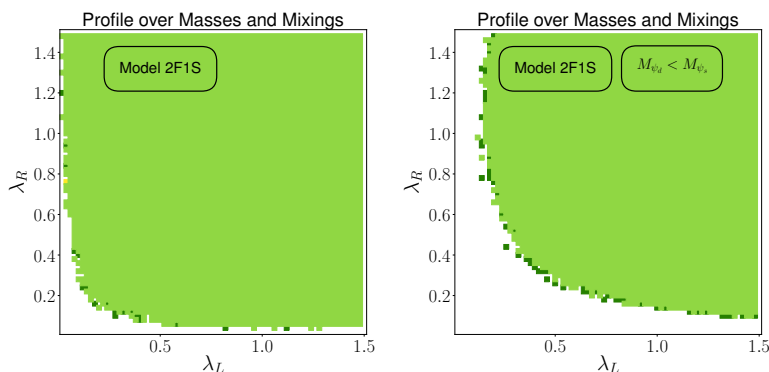 Profile over Masses and Mixings
Model 2F1S
λ_R
1.4
1.2
1.0
0.8
0.6
0.4
0.2
0.5
1.0
1.5
λ_L
Profile over Masses and Mixings
Model 2F1S
M_{ψ_d} < M_{ψ_s}
λ_R
1.4
1.2
1.0
0.8
0.6
0.4
0.2
0.5
1.0
1.5
λ_L